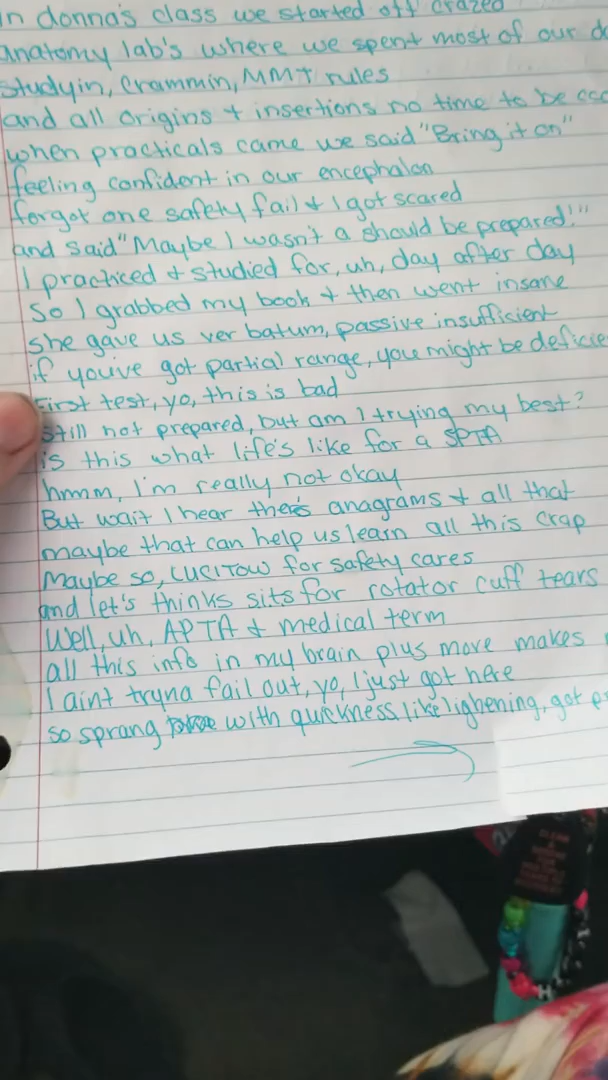 In donna's class we started off crazed
anatomy lab's where we spent most of our
studyin, crammin, MMT rules
and all origins + insertions no time to be
when practicals came we said "Bring it on"
feeling confident in our encephalon
forgot one safety fail + I got scared
and said "Maybe I wasn't a should be prepared!"
I practiced + studied for, uh, day after day
So I grabbed my book + then went insane
she gave us ver batum, passive insufficient
if youive got partial range, you might be
First test, yo, this is bad
Still not prepared, but am I trying my best?
is this what life's like for a SPTA
hmmm, I'm really not okay
But wait I hear there's anagrams + all that
maybe that can help us learn all this crap
Maybe so, LUCITOW for safety cares
and let's thinks sits for rotator cuff tears
Well, uh, APTA + medical term
all this info in my brain plus more makes
I aint tryna fail out, yo, I just got here
so sprang with quickness like lighening, got